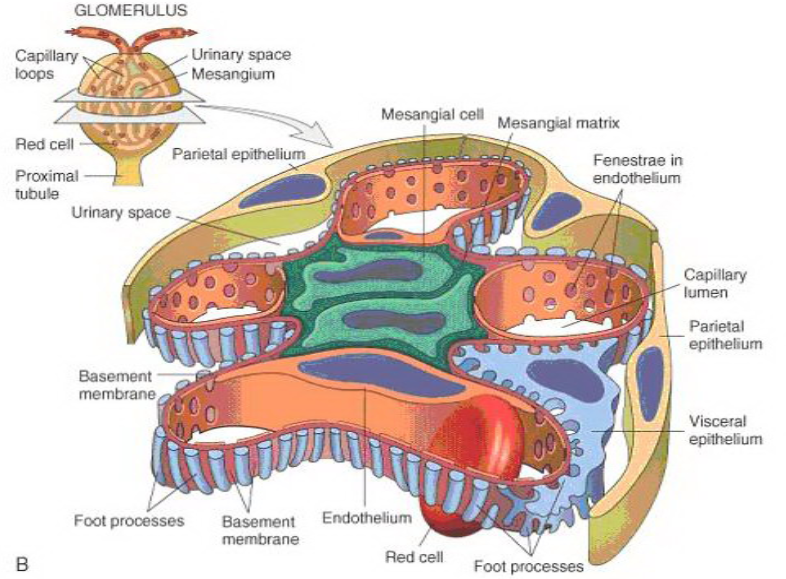 GLOMERULUS
Capillary
loops
Urinary space
Mesangium
Red cell
Proximal
tubule
Mesangial cell
Mesangial matrix
Parietal epithelium
Fenestrae in
endothelium
Urinary space
Capillary
lumen
Parietal
epithelium
Basement
membrane
Visceral
epithelium
Foot processes
Basement
membrane
Endothelium
Red cell
Foot processes
B